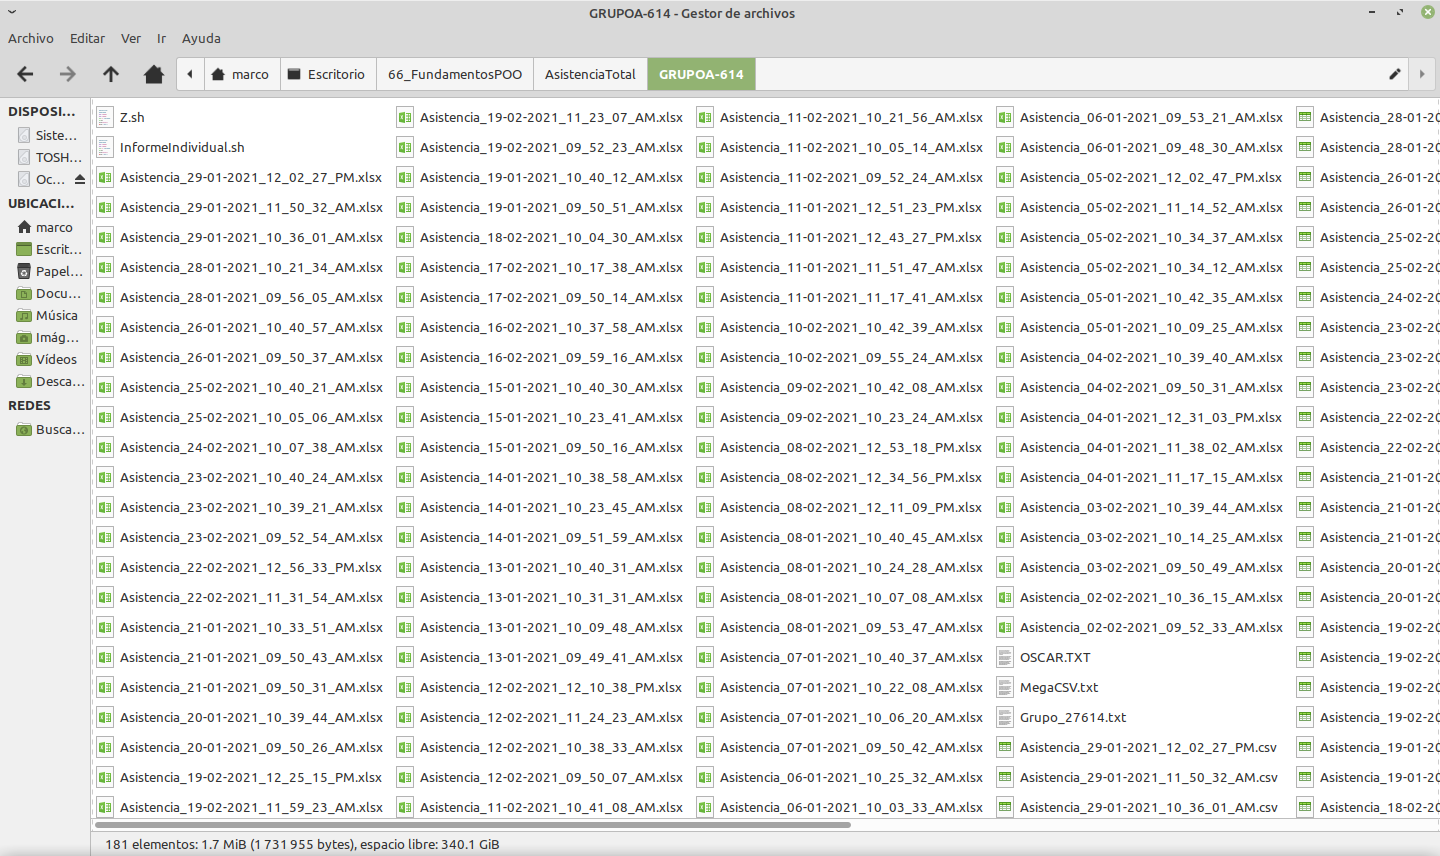 GRUPOA-614 - Gestor de archivos
Archivo Editar Ver Ir Ayuda
marco Escritorio 66_FundamentosPOO AsistenciaTotal GRUPOA-614
DISPOSI...
Siste...
TOSH...
Oc...
UBICACI...
marco
Escrit...
Papel...
Docu...
Música
Imág...
Vídeos
Desca...
REDES
Busca...
Z.sh
InformeIndividual.sh
Asistencia_29-01-2021_12_02_27_PM.xlsx
Asistencia_29-01-2021_11_50_32_AM.xlsx
Asistencia_29-01-2021_10_36_01_AM.xlsx
Asistencia_28-01-2021_10_21_34_AM.xlsx
Asistencia_28-01-2021_09_56_05_AM.xlsx
Asistencia_26-01-2021_10_40_57_AM.xlsx
Asistencia_26-01-2021_09_50_37_AM.xlsx
Asistencia_25-02-2021_10_40_21_AM.xlsx
Asistencia_25-02-2021_10_05_06_AM.xlsx
Asistencia_24-02-2021_10_07_38_AM.xlsx
Asistencia_23-02-2021_10_40_24_AM.xlsx
Asistencia_23-02-2021_10_39_21_AM.xlsx
Asistencia_23-02-2021_09_52_54_AM.xlsx
Asistencia_22-02-2021_12_56_33_PM.xlsx
Asistencia_22-02-2021_11_31_54_AM.xlsx
Asistencia_21-01-2021_10_33_51_AM.xlsx
Asistencia_21-01-2021_09_50_43_AM.xlsx
Asistencia_21-01-2021_09_50_31_AM.xlsx
Asistencia_20-01-2021_10_39_44_AM.xlsx
Asistencia_20-01-2021_09_50_26_AM.xlsx
Asistencia_19-02-2021_12_25_15_PM.xlsx
Asistencia_19-02-2021_11_59_23_AM.xlsx
Asistencia_19-02-2021_11_23_07_AM.xlsx
Asistencia_19-02-2021_09_52_23_AM.xlsx
Asistencia_19-01-2021_10_40_12_AM.xlsx
Asistencia_19-01-2021_09_50_51_AM.xlsx
Asistencia_18-02-2021_10_04_30_AM.xlsx
Asistencia_17-02-2021_10_17_38_AM.xlsx
Asistencia_17-02-2021_09_50_14_AM.xlsx
Asistencia_16-02-2021_10_37_58_AM.xlsx
Asistencia_16-02-2021_09_59_16_AM.xlsx
Asistencia_15-01-2021_10_40_30_AM.xlsx
Asistencia_15-01-2021_10_23_41_AM.xlsx
Asistencia_15-01-2021_09_50_16_AM.xlsx
Asistencia_14-01-2021_10_38_58_AM.xlsx
Asistencia_14-01-2021_10_23_45_AM.xlsx
Asistencia_14-01-2021_09_51_59_AM.xlsx
Asistencia_13-01-2021_10_40_31_AM.xlsx
Asistencia_13-01-2021_10_31_31_AM.xlsx
Asistencia_13-01-2021_10_09_48_AM.xlsx
Asistencia_13-01-2021_09_49_41_AM.xlsx
Asistencia_12-02-2021_12_10_38_PM.xlsx
Asistencia_12-02-2021_11_24_23_AM.xlsx
Asistencia_12-02-2021_10_38_33_AM.xlsx
Asistencia_12-02-2021_09_50_07_AM.xlsx
Asistencia_11-02-2021_10_41_08_AM.xlsx
Asistencia_11-02-2021_10_21_56_AM.xlsx
Asistencia_11-02-2021_10_05_14_AM.xlsx
Asistencia_11-02-2021_09_52_24_AM.xlsx
Asistencia_11-01-2021_12_51_23_PM.xlsx
Asistencia_11-01-2021_12_43_27_PM.xlsx
Asistencia_11-01-2021_11_51_47_AM.xlsx
Asistencia_11-01-2021_11_17_41_AM.xlsx
Asistencia_10-02-2021_10_42_39_AM.xlsx
Asistencia_10-02-2021_09_55_24_AM.xlsx
Asistencia_09-02-2021_10_42_08_AM.xlsx
Asistencia_09-02-2021_10_23_24_AM.xlsx
Asistencia_08-02-2021_12_53_18_PM.xlsx
Asistencia_08-02-2021_12_34_56_PM.xlsx
Asistencia_08-02-2021_12_11_09_PM.xlsx
Asistencia_08-01-2021_10_40_45_AM.xlsx
Asistencia_08-01-2021_10_24_28_AM.xlsx
Asistencia_08-01-2021_10_07_08_AM.xlsx
Asistencia_08-01-2021_09_53_47_AM.xlsx
Asistencia_07-01-2021_10_40_37_AM.xlsx
Asistencia_07-01-2021_10_22_08_AM.xlsx
Asistencia_07-01-2021_10_06_20_AM.xlsx
Asistencia_07-01-2021_09_50_42_AM.xlsx
Asistencia_06-01-2021_10_25_32_AM.xlsx
Asistencia_06-01-2021_10_03_33_AM.xlsx
Asistencia_06-01-2021_09_53_21_AM.xlsx
Asistencia_06-01-2021_09_48_30_AM.xlsx
Asistencia_05-02-2021_12_02_47_PM.xlsx
Asistencia_05-02-2021_11_14_52_AM.xlsx
Asistencia_05-02-2021_10_34_37_AM.xlsx
Asistencia_05-02-2021_10_34_12_AM.xlsx
Asistencia_05-01-2021_10_42_35_AM.xlsx
Asistencia_05-01-2021_10_09_25_AM.xlsx
Asistencia_04-02-2021_10_39_40_AM.xlsx
Asistencia_04-02-2021_09_50_31_AM.xlsx
Asistencia_04-01-2021_12_31_03_PM.xlsx
Asistencia_04-01-2021_11_38_02_AM.xlsx
Asistencia_04-01-2021_11_17_15_AM.xlsx
Asistencia_03-02-2021_10_39_44_AM.xlsx
Asistencia_03-02-2021_10_14_25_AM.xlsx
Asistencia_03-02-2021_09_50_49_AM.xlsx
Asistencia_02-02-2021_10_36_15_AM.xlsx
Asistencia_02-02-2021_09_52_33_AM.xlsx
OSCAR.TXT
MegaCSV.txt
Grupo_27614.txt
Asistencia_29-01-2021_12_02_27_PM.csv
Asistencia_29-01-2021_11_50_32_AM.csv
Asistencia_29-01-2021_10_36_01_AM.csv
Asistencia_28-01-20
Asistencia_28-01-20
Asistencia_26-01-20
Asistencia_26-01-20
Asistencia_25-02-20
Asistencia_25-02-20
Asistencia_24-02-20
Asistencia_23-02-20
Asistencia_23-02-20
Asistencia_23-02-20
Asistencia_22-02-20
Asistencia_22-02-20
Asistencia_21-01-20
Asistencia_21-01-20
Asistencia_21-01-20
Asistencia_20-01-20
Asistencia_20-01-20
Asistencia_19-02-20
Asistencia_19-02-20
Asistencia_19-02-20
Asistencia_19-02-20
Asistencia_19-01-20
Asistencia_19-01-20
Asistencia_18-02-20
181 elementos: 1.7 MiB (1 731 955 bytes), espacio libre: 340.1 GiB